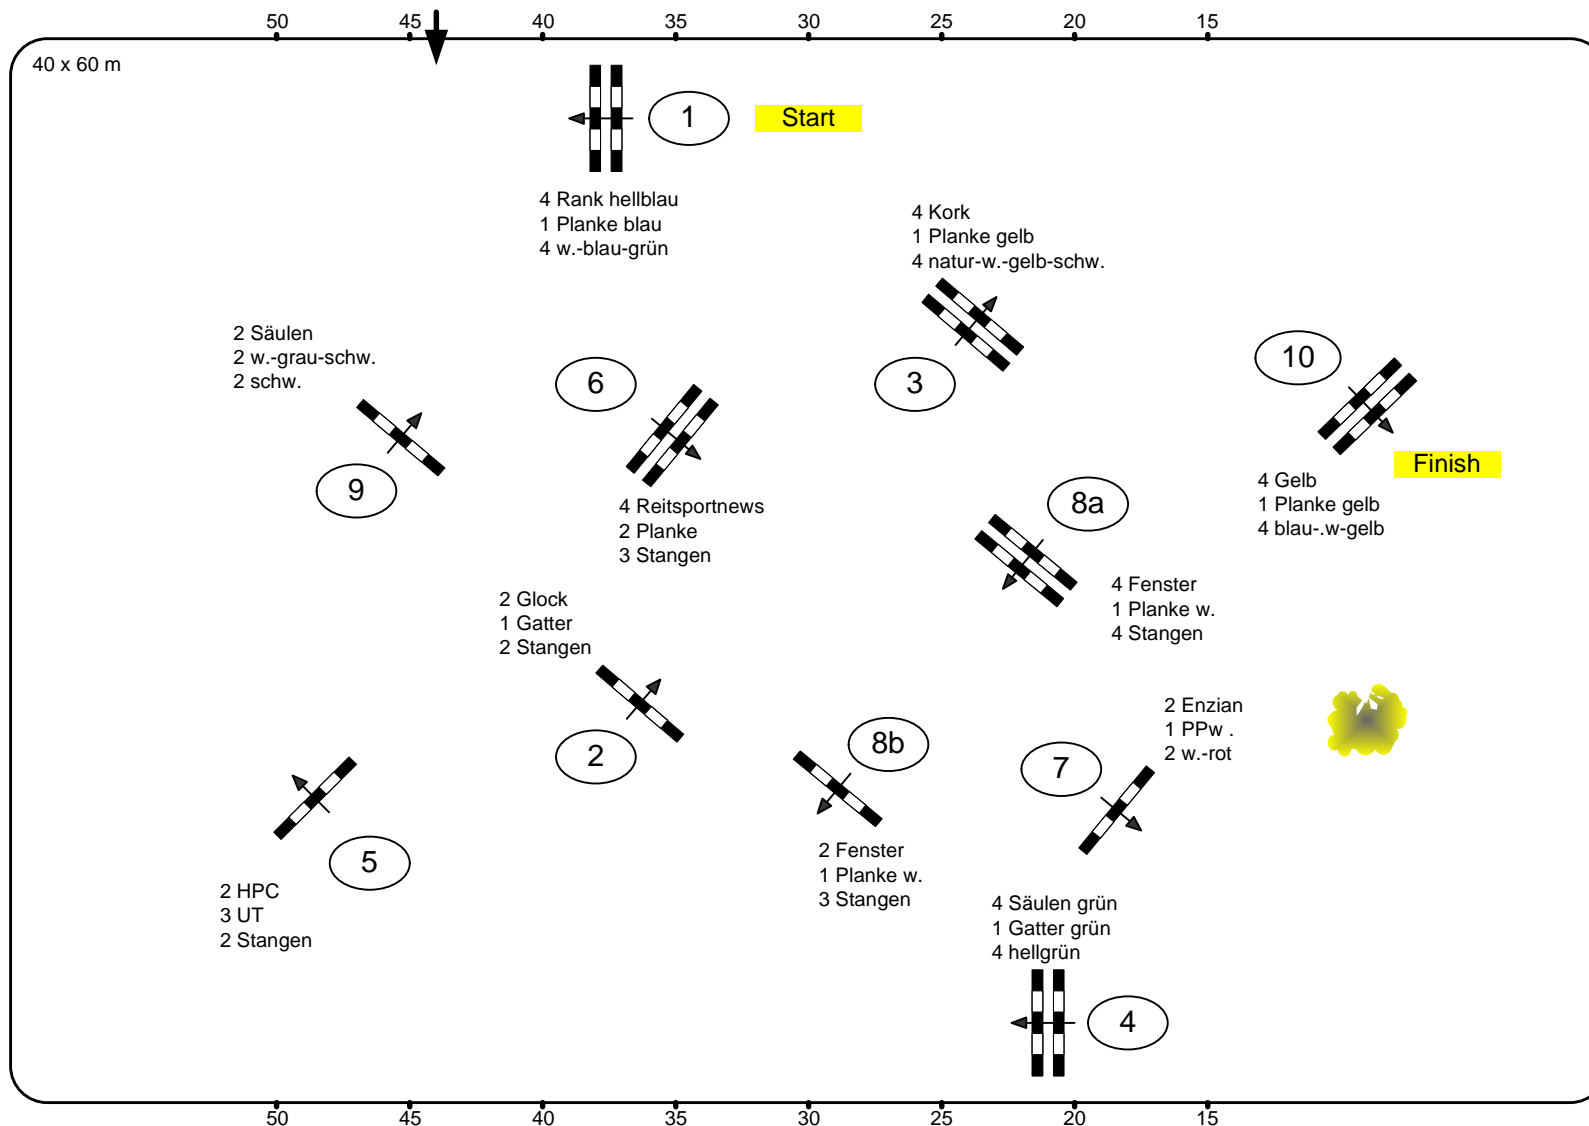 50 45 40 35 30 25 20 15
40 x 60 m
1
Start
4 Rank hellblau
1 Planke blau
4 w.-blau-grün
4 Kork
1 Planke gelb
4 natur-w.-gelb-schw.
2 Säulen
2 w.-grau-schw.
2 schw.
6
3
10
9
Finish
4 Reitsportnews
2 Planke
3 Stangen
8a
4 Gelb
1 Planke gelb
4 blau-.w-gelb
2 Glock
1 Gatter
2 Stangen
4 Fenster
1 Planke w.
4 Stangen
2
8b
7
2 Enzian
1 PPw .
2 w.-rot
5
2 HPC
3 UT
2 Stangen
2 Fenster
1 Planke w.
3 Stangen
4 Säulen grün
1 Gatter grün
4 hellgrün
4
50 45 40 35 30 25 20 15